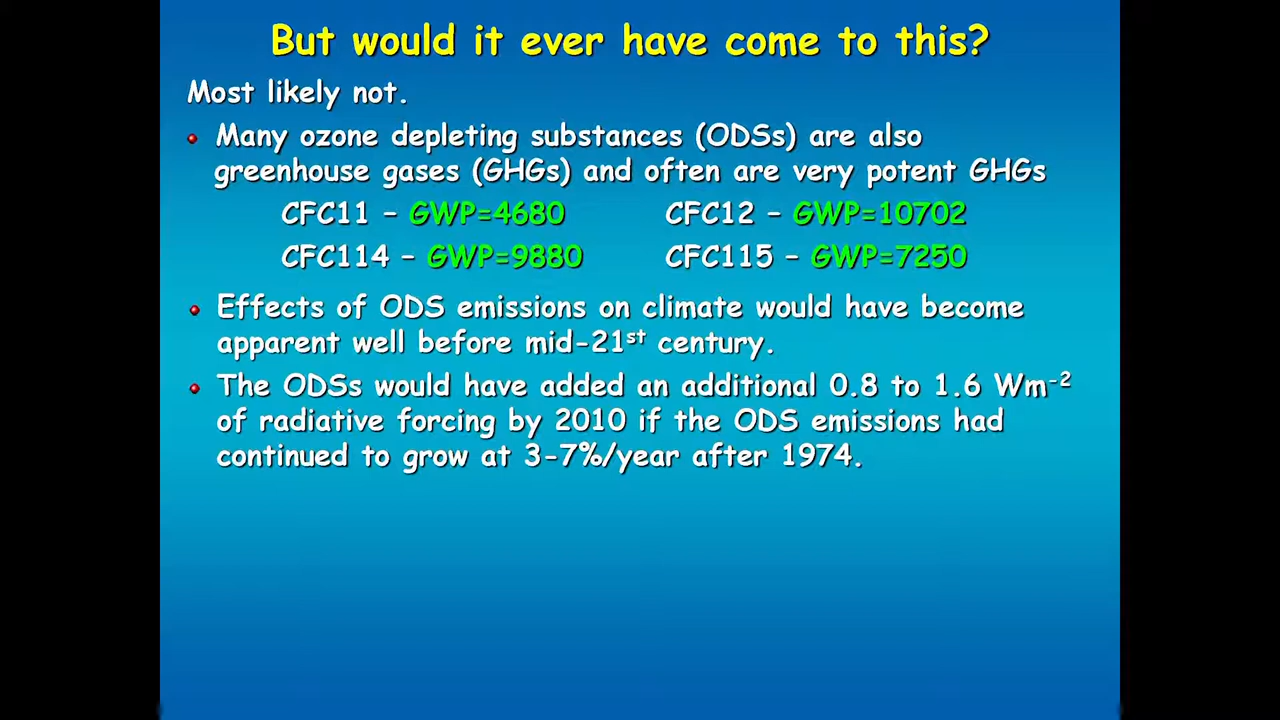 But would it ever have come to this?
Most likely not.
Many ozone depleting substances (ODSs) are also
greenhouse gases (GHGs) and often are very potent GHGs
CFC11 – GWP=4680 CFC12 – GWP=10702
CFC114 – GWP=9880 CFC115 – GWP=7250
Effects of ODS emissions on climate would have become
apparent well before mid-21st century.
The ODSs would have added an additional 0.8 to 1.6 Wm-2
of radiative forcing by 2010 if the ODS emissions had
continued to grow at 3-7%/year after 1974.